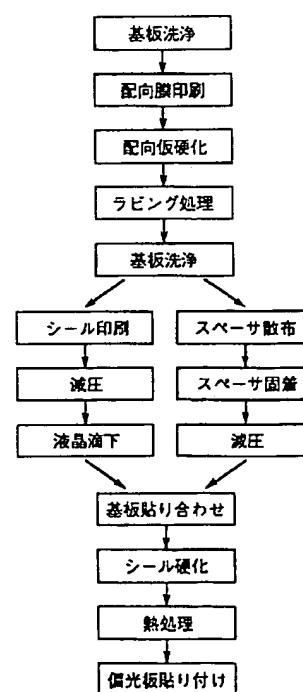 基板洗浄
配向膜印刷
配向仮硬化
ラビング処理
基板洗浄
シール印刷
減圧
液晶滴下
スペーサ散布
スペーサ固着
減圧
基板貼り合わせ
シール硬化
熱処理
偏光板貼り付け